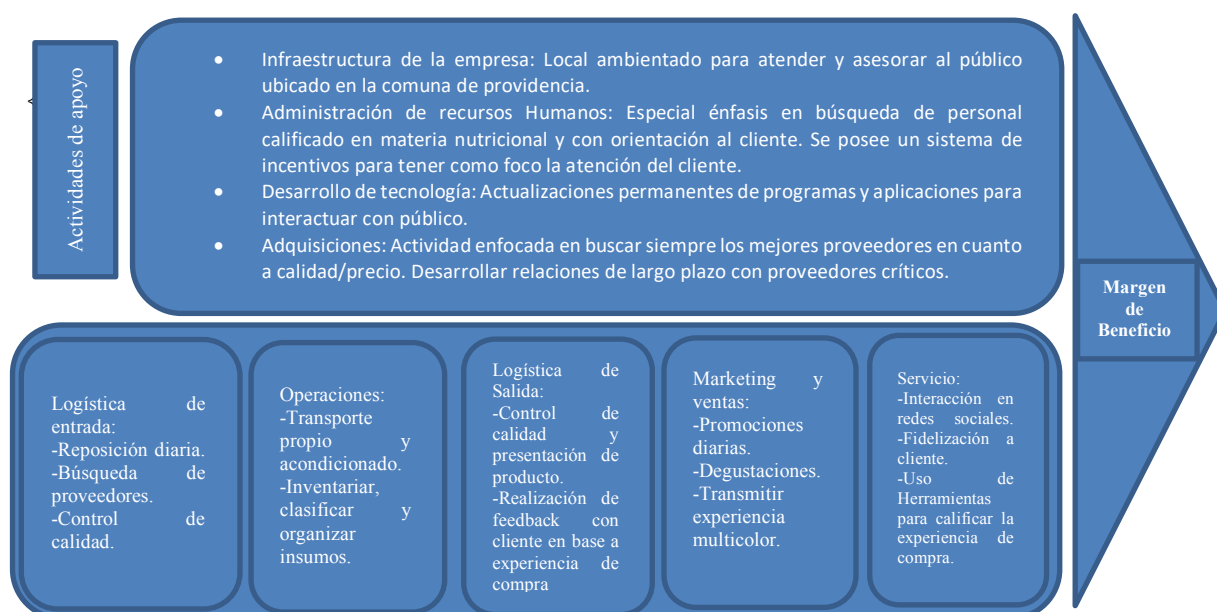 Actividades de apoyo
• Infraestructura de la empresa: Local ambientado para atender y asesorar al público
ubicado en la comuna de providencia.
• Administración de recursos Humanos: Especial énfasis en búsqueda de personal
calificado en materia nutricional y con orientación al cliente. Se posee un sistema de
incentivos para tener como foco la atención del cliente.
• Desarrollo de tecnología: Actualizaciones permanentes de programas y aplicaciones para
interactuar con público.
• Adquisiciones: Actividad enfocada en buscar siempre los mejores proveedores en cuanto
a calidad/precio. Desarrollar relaciones de largo plazo con proveedores críticos.
Margen
de
Beneficio
Logística de
entrada:
-Reposición diaria.
-Búsqueda de
proveedores.
-Control de
calidad.
Operaciones:
-Transporte
propio y
acondicionado.
-Inventariar,
clasificar y
organizar
insumos.
Logística de
Salida:
-Control de
calidad y
presentación de
producto.
-Realización de
feedback con
cliente en base a
experiencia de
compra
Marketing y
ventas:
-Promociones
diarias.
-Degustaciones.
-Transmitir
experiencia
multicolor.
Servicio:
-Interacción en
redes sociales.
-Fidelización a
cliente.
-Uso de
Herramientas
para calificar la
experiencia de
compra.